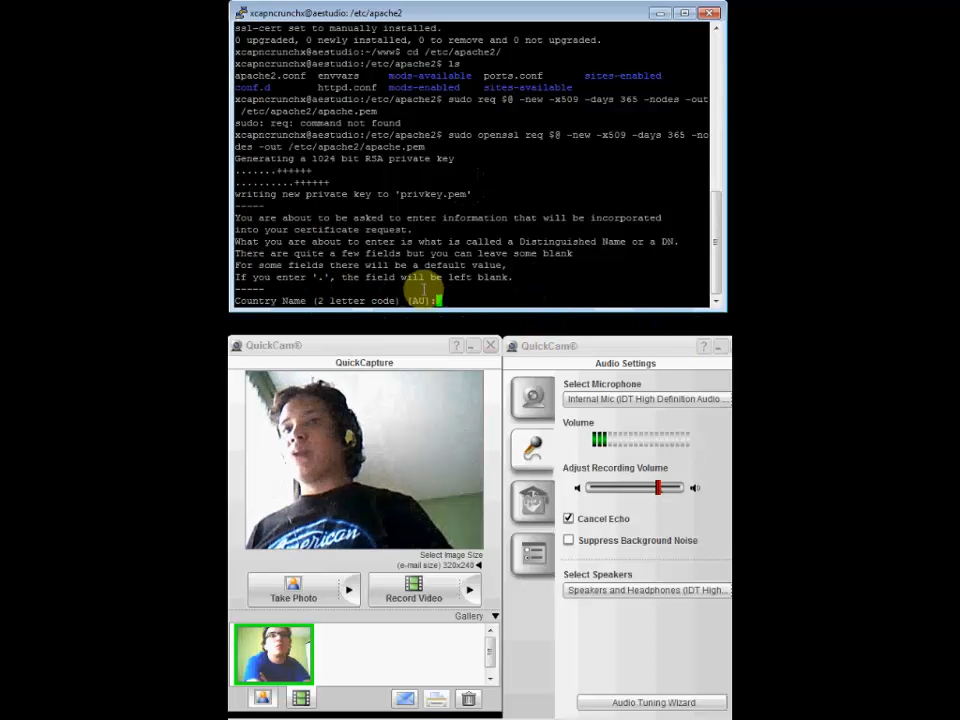 xcapncrunchx@aestudio: /etc/apache2
ssl-cert set to manually installed.
0 upgraded, 0 newly installed, 0 to remove and 0 not upgraded.
xcapncrunchx@aestudio:~/www$ cd /etc/apache2/
xcapncrunchx@aestudio:/etc/apache2$ ls
apache2.conf envvars mods-available ports.conf sites-enabled
conf.d httpd.conf mods-enabled sites-available
xcapncrunchx@aestudio:/etc/apache2$ sudo req $@ -new -x509 -days 365 -nodes -out
/etc/apache2/apache.pem
sudo: req: command not found
xcapncrunchx@aestudio:/etc/apache2$ sudo openssl req $@ -new -x509 -days 365 -no
des -out /etc/apache2/apache.pem
Generating a 1024 bit RSA private key
.......++++++
..........++++++
writing new private key to 'privkey.pem'
-----
You are about to be asked to enter information that will be incorporated
into your certificate request.
What you are about to enter is what is called a Distinguished Name or a DN.
There are quite a few fields but you can leave some blank
For some fields there will be a default value,
If you enter '.', the field will be left blank.
-----
Country Name (2 letter code) [AU]:
QuickCam®
QuickCapture
Select Image Size
(e-mail size) 320x240
Take Photo
Record Video
Gallery
QuickCam®
Audio Settings
Select Microphone
Internal Mic (IDT High Definition Audio ...
Volume
Adjust Recording Volume
Cancel Echo
Suppress Background Noise
Select Speakers
Speakers and Headphones (IDT High...
Audio Tuning Wizard
American